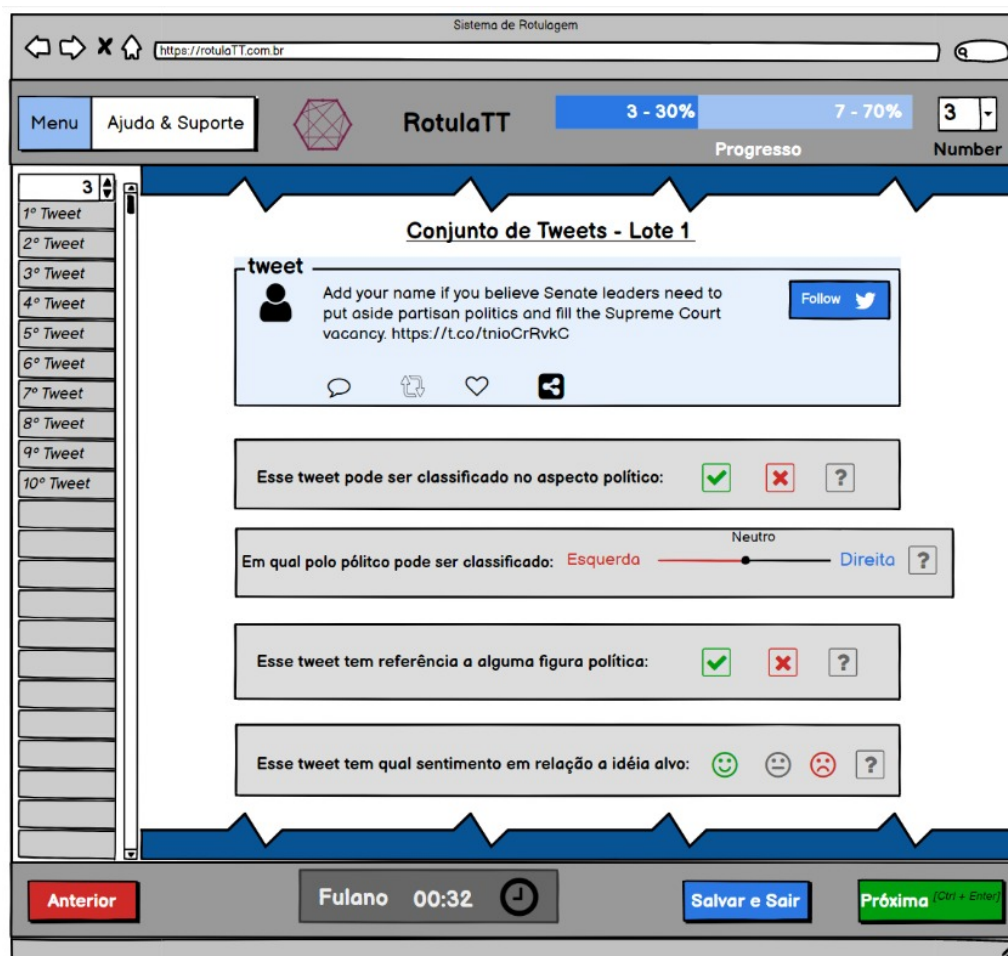 Sistema de Rotulagem
https://rotulaTT.com.br
Menu
Ajuda & Suporte
RotulaTT
3 - 30%
7 - 70%
Progresso
3
Number
3
1º Tweet
2º Tweet
3º Tweet
4º Tweet
5º Tweet
6º Tweet
7º Tweet
8º Tweet
9º Tweet
10º Tweet
Conjunto de Tweets - Lote 1
tweet
Add your name if you believe Senate leaders need to
put aside partisan politics and fill the Supreme Court
vacancy. https://t.co/tnioCrRvkC
Follow
Esse tweet pode ser classificado no aspecto político: ?
Neutro
Em qual polo pólitco pode ser classificado: Esquerda Direita ?
Esse tweet tem referência a alguma figura política: ?
Esse tweet tem qual sentimento em relação a idéia alvo: ?
Anterior
Fulano 00:32
Salvar e Sair
Próxima [Ctrl + Enter]